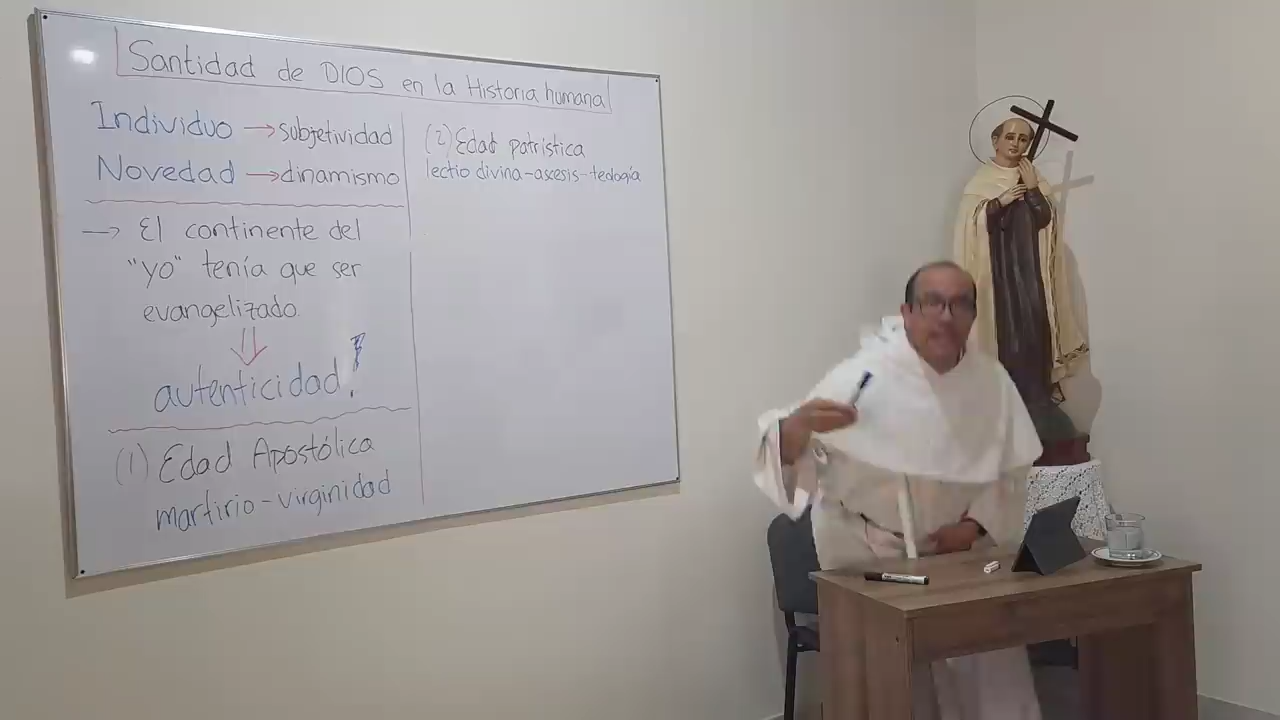 Santidad de DIOS en la Historia humana
Individuo → subjetividad
Novedad → dinamismo
→ El continente del
"yo" tenía que ser
evangelizado.
autenticidad!
(1) Edad Apostólica
martirio-virginidad
(2) Edad patrística
lectio divina-ascesis-teología